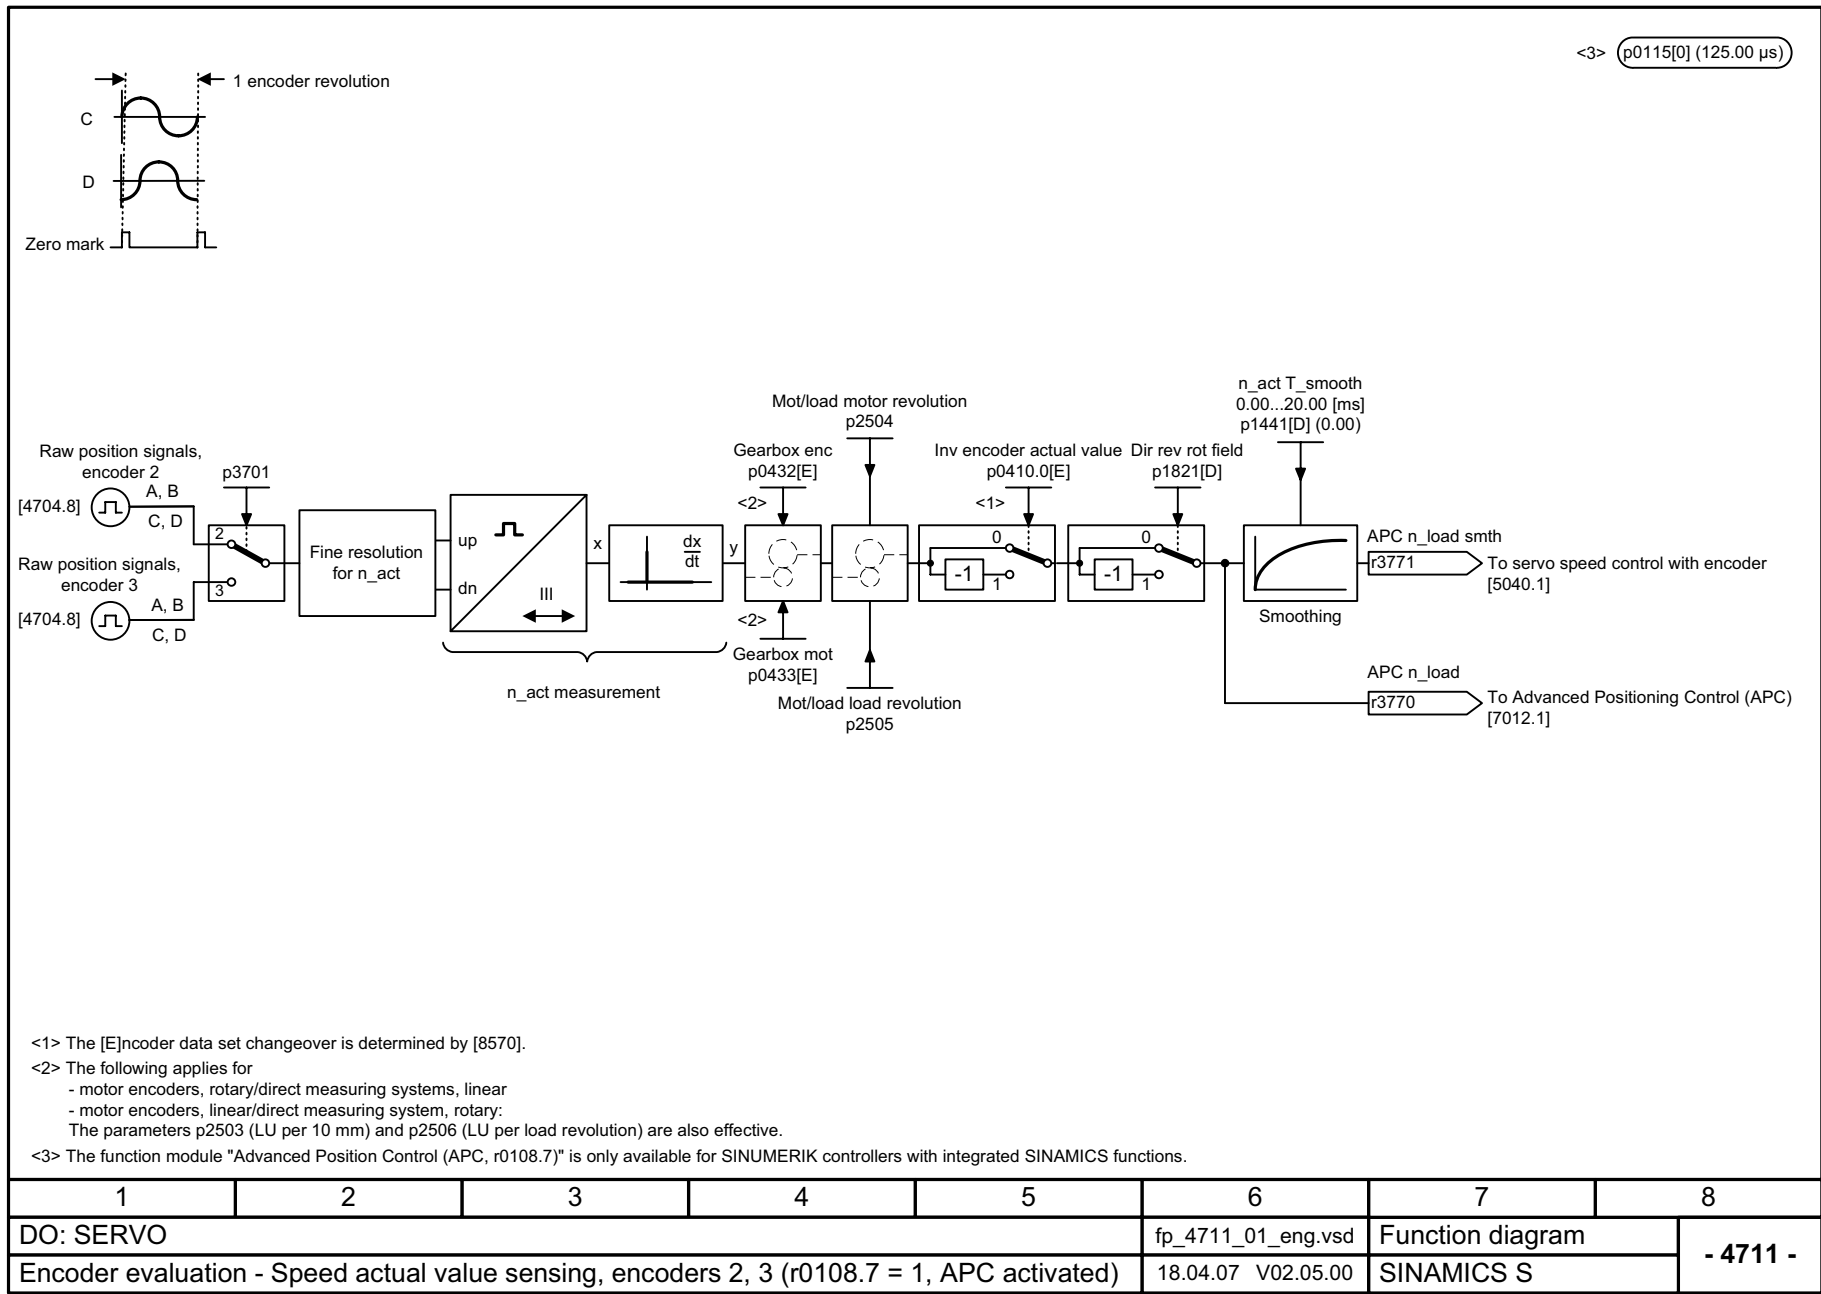 <3> p0115[0] (125.00 µs)
1 encoder revolution
C
D
Zero mark
n_act T_smooth
0.00...20.00 [ms]
p1441[D] (0.00)
Mot/load motor revolution
p2504
Raw position signals,
encoder 2
[4704.8]
A, B
C, D
p3701
Gearbox enc
p0432[E]
<2>
Inv encoder actual value
p0410.0[E]
<1>
Dir rev rot field
p1821[D]
2
3
Raw position signals,
encoder 3
[4704.8]
A, B
C, D
Fine resolution
for n_act
up
dn
III
x
dx
dt
y
0
-1
1
0
-1
1
Smoothing
APC n_load smth
r3771
To servo speed control with encoder
[5040.1]
n_act measurement
<2>
Gearbox mot
p0433[E]
Mot/load load revolution
p2505
APC n_load
r3770
To Advanced Positioning Control (APC)
[7012.1]
<1> The [E]ncoder data set changeover is determined by [8570].
<2> The following applies for
- motor encoders, rotary/direct measuring systems, linear
- motor encoders, linear/direct measuring system, rotary:
The parameters p2503 (LU per 10 mm) and p2506 (LU per load revolution) are also effective.
<3> The function module "Advanced Position Control (APC, r0108.7)" is only available for SINUMERIK controllers with integrated SINAMICS functions.
1 2 3 4 5 6 7 8
DO: SERVO
fp_4711_01_eng.vsd
Function diagram
- 4711 -
Encoder evaluation - Speed actual value sensing, encoders 2, 3 (r0108.7 = 1, APC activated)
18.04.07 V02.05.00
SINAMICS S